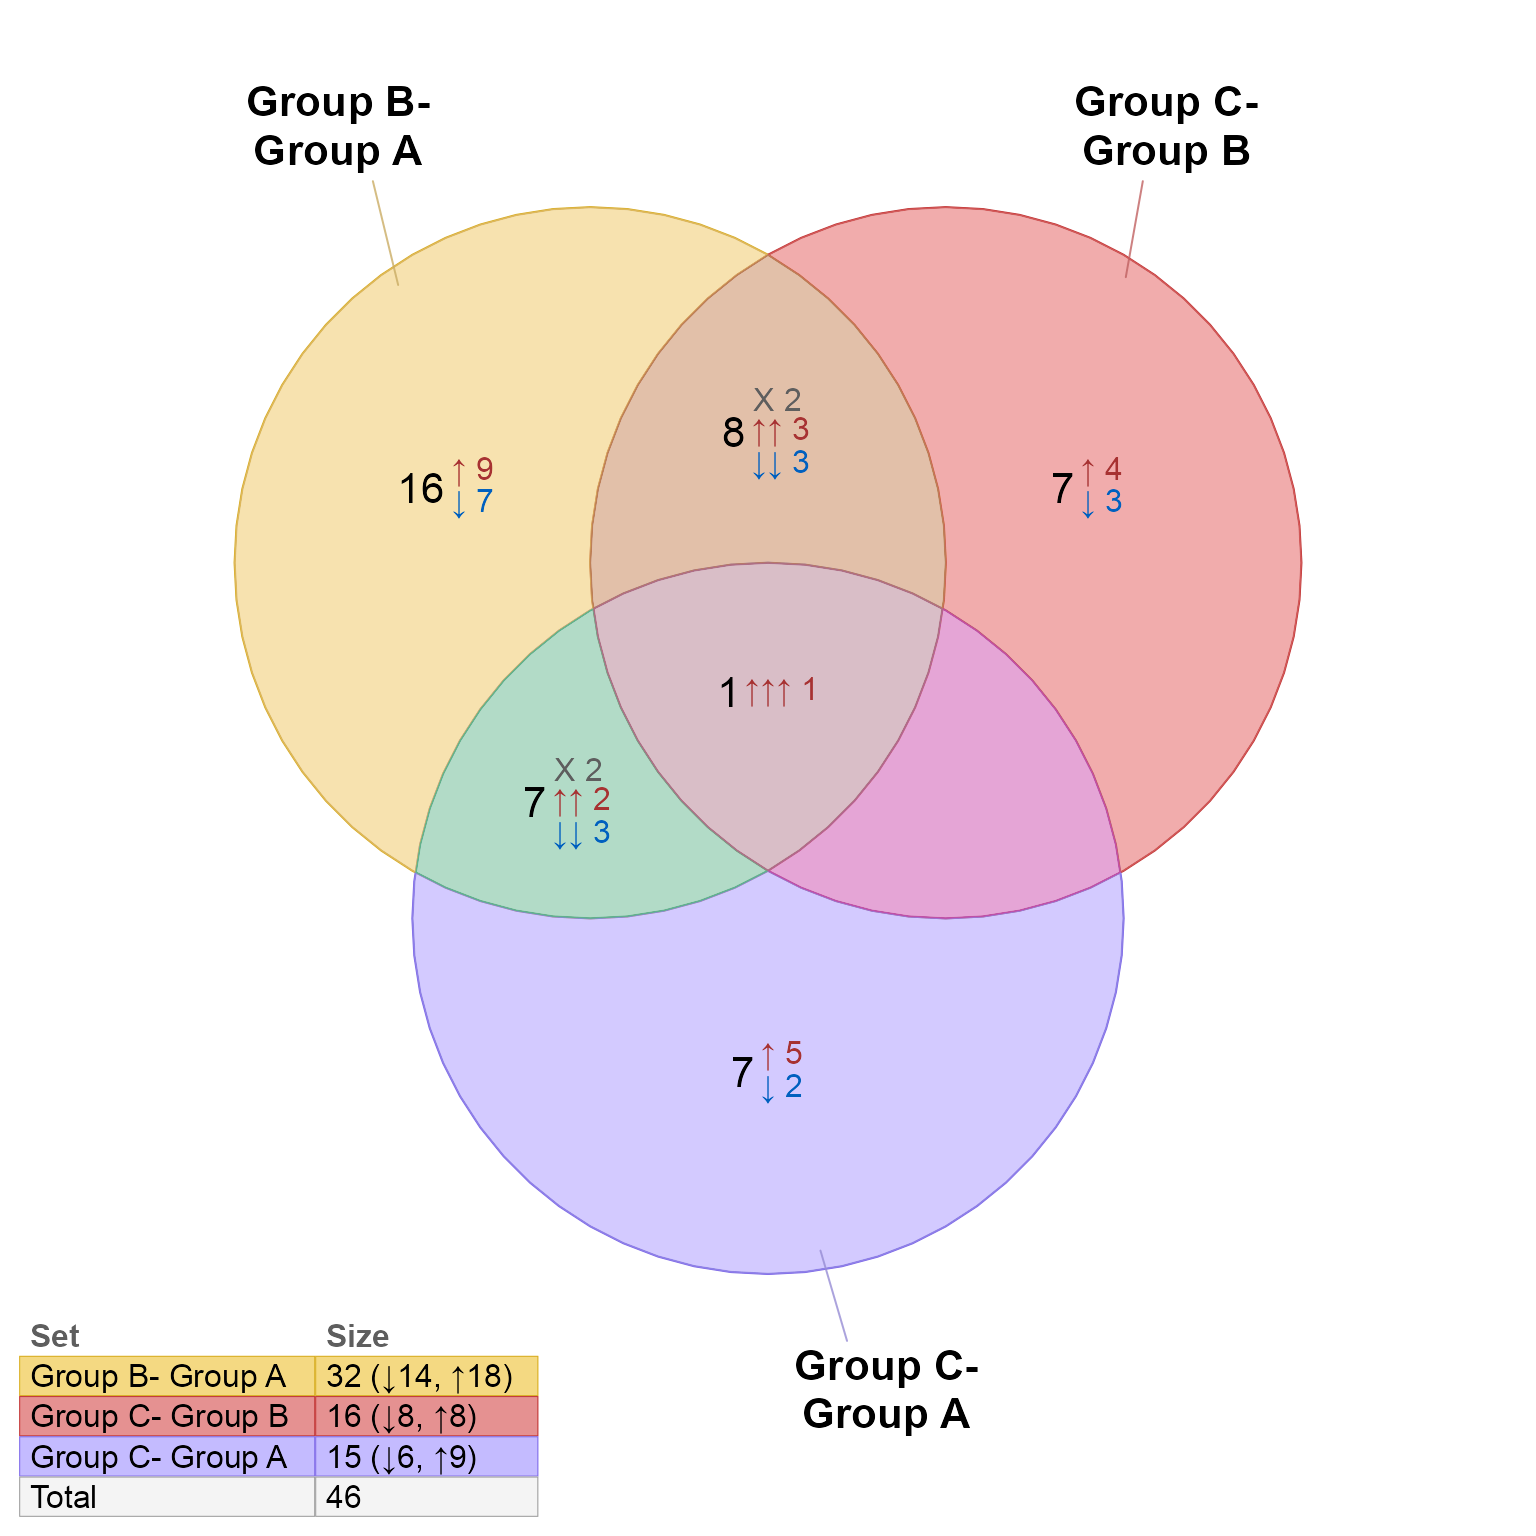 Group B-
Group A
Group C-
Group B
X 2
8 ↑↑ 3
↓↓ 3
16 ↑ 9
↓ 7
7 ↑ 4
↓ 3
1 ↑↑↑ 1
X 2
7 ↑↑ 2
↓↓ 3
7 ↑ 5
↓ 2
Group C-
Group A
Set Size
Group B- Group A 32 (↓14, ↑18)
Group C- Group B 16 (↓8, ↑8)
Group C- Group A 15 (↓6, ↑9)
Total 46